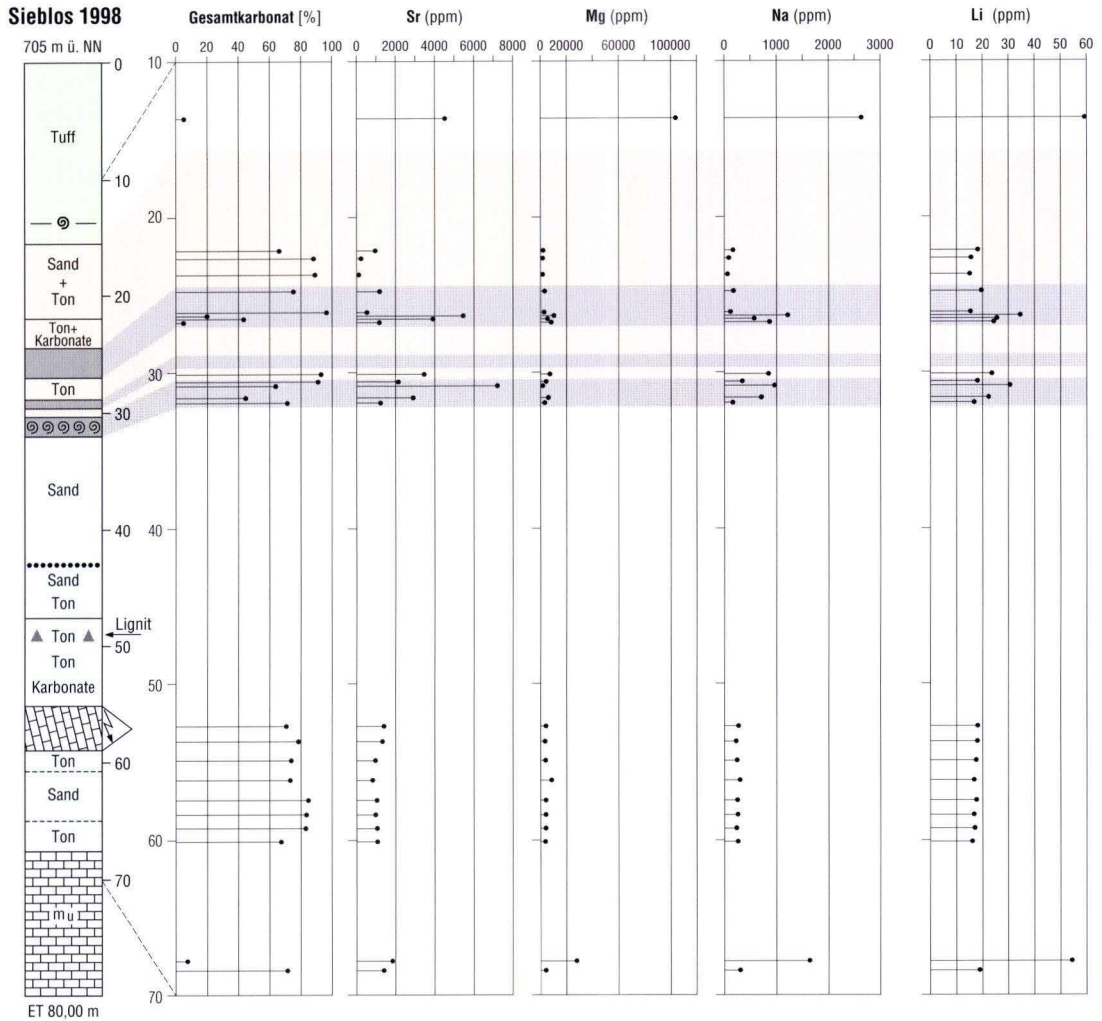 Sieblos 1998
705 m ü. NN
Gesamtkarbonat [%]
0 20 40 60 80 100
Sr (ppm)
0 2000 4000 6000 8000
Mg (ppm)
0 20000 60000 100000
Na (ppm)
0 1000 2000 3000
Li (ppm)
0 10 20 30 40 50 60
0
10
20
30
40
50
60
70
Tuff
Sand
+
Ton
Ton+
Karbonate
Ton
Sand
Sand
Ton
Lignit
Ton
Ton
Karbonate
Ton
Sand
Ton
mu
ET 80,00 m
10
20
30
40
50
60
70